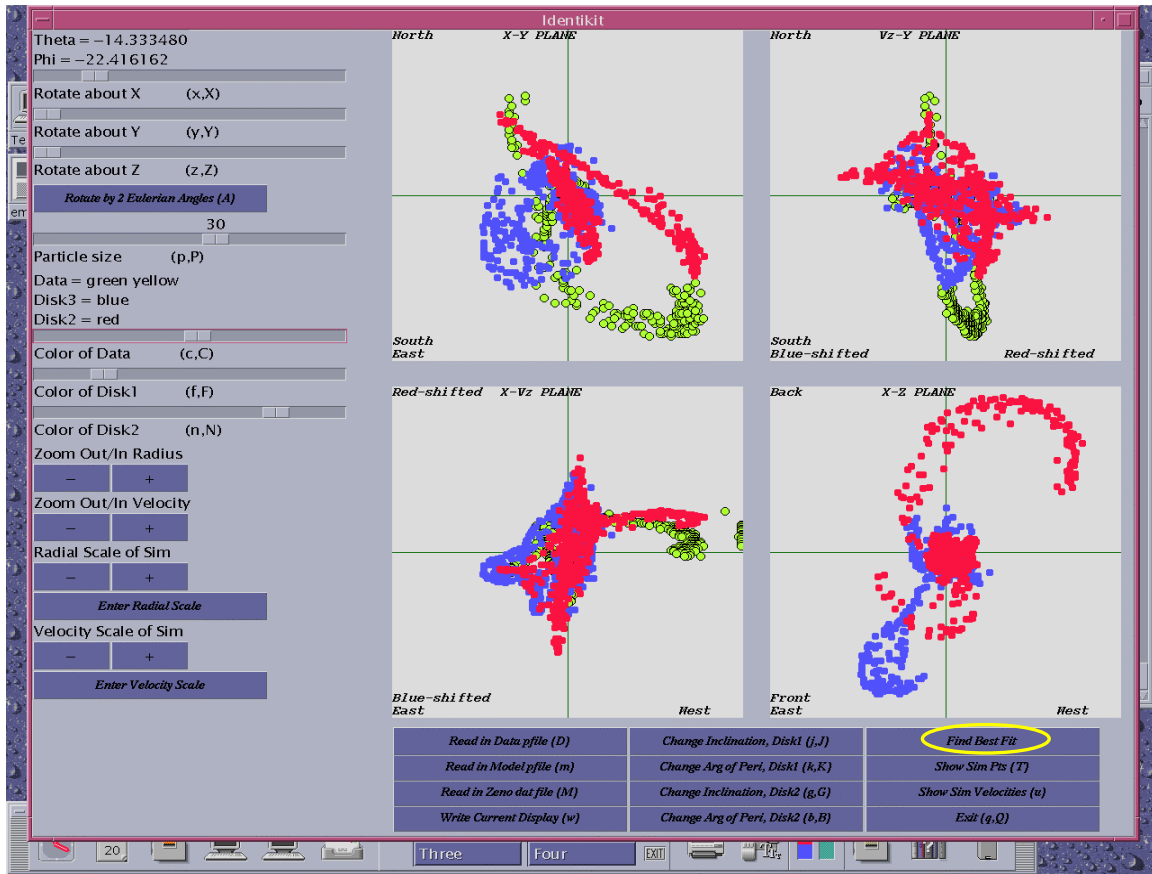 Identikit
Theta = −14.333480
Phi = −22.416162
Rotate about X (x,X)
Rotate about Y (y,Y)
Rotate about Z (z,Z)
Rotate by 2 Eulerian Angles (A)
30
Particle size (p,P)
Data = green yellow
Disk3 = blue
Disk2 = red
Color of Data (c,C)
Color of Disk1 (f,F)
Color of Disk2 (n,N)
Zoom Out/In Radius
− +
Zoom Out/In Velocity
− +
Radial Scale of Sim
− +
Enter Radial Scale
Velocity Scale of Sim
− +
Enter Velocity Scale
North X-Y PLANE
South
East
North Vz-Y PLANE
South
Blue-shifted Red-shifted
Red-shifted X-Vz PLANE
Blue-shifted
East West
Back X-Z PLANE
Front
East West
Read in Data pfile (D) Change Inclination, Disk1 (j,J) Find Best Fit
Read in Model pfile (m) Change Arg of Peri, Disk1 (k,K) Show Sim Pts (T)
Read in Zeno dat file (M) Change Inclination, Disk2 (g,G) Show Sim Velocities (u)
Write Current Display (w) Change Arg of Peri, Disk2 (b,B) Exit (q,Q)
Te
em
20 Three Four EXIT